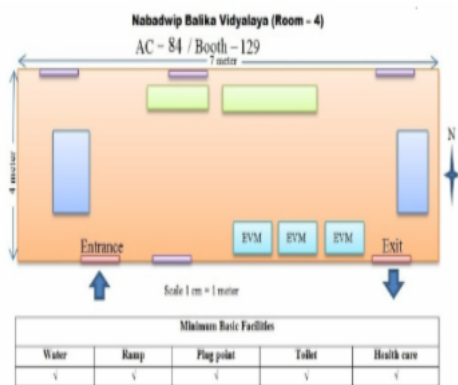 Nabadwip Balika Vidyalaya (Room – 4)
AC – 84 / Booth – 129
7 meter
4 meter
N
EVM EVM EVM
Entrance Exit
Scale 1 cm = 1 meter
Minimum Basic Facilities
Water Ramp Plug point Toilet Health care
√ √ √ √ √